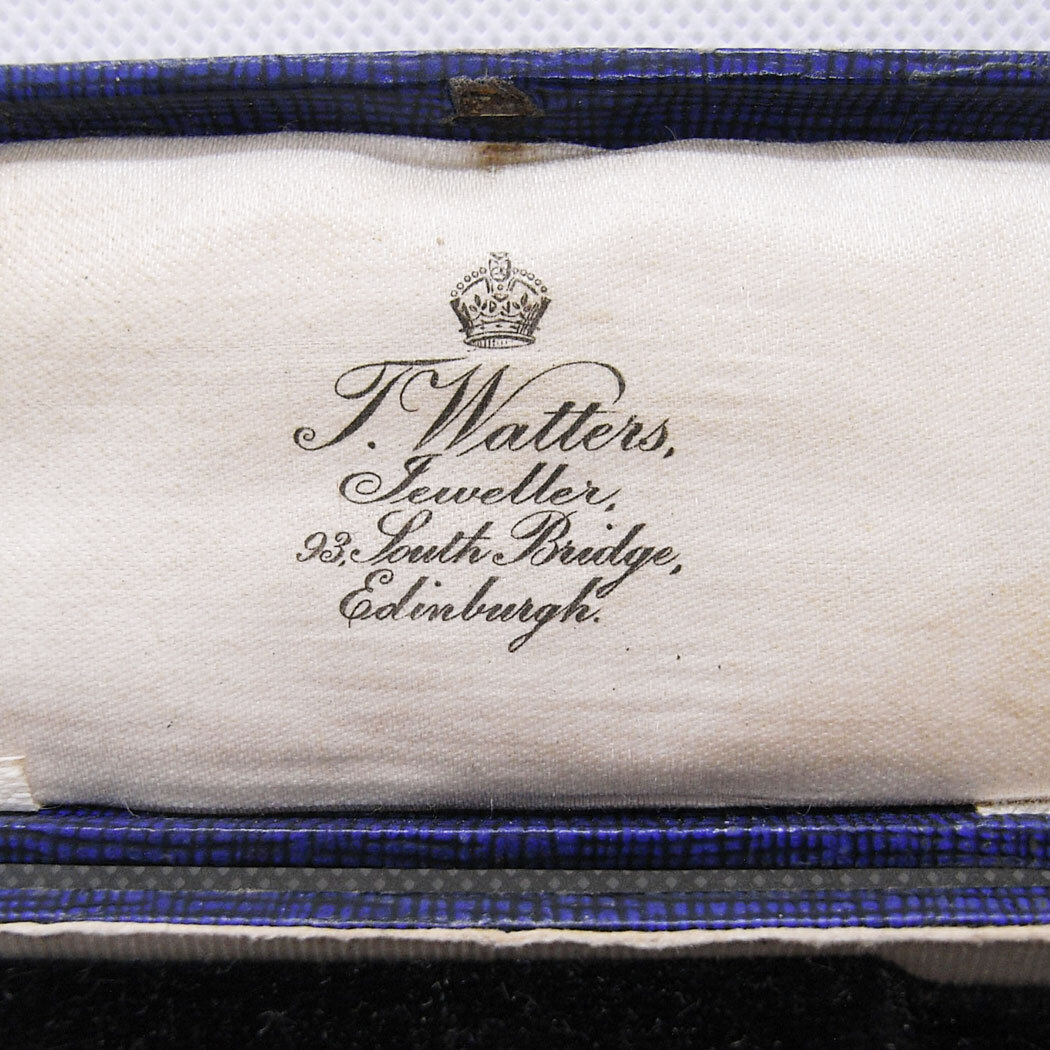 T. Watters,
Jeweller,
93, South Bridge,
Edinburgh.